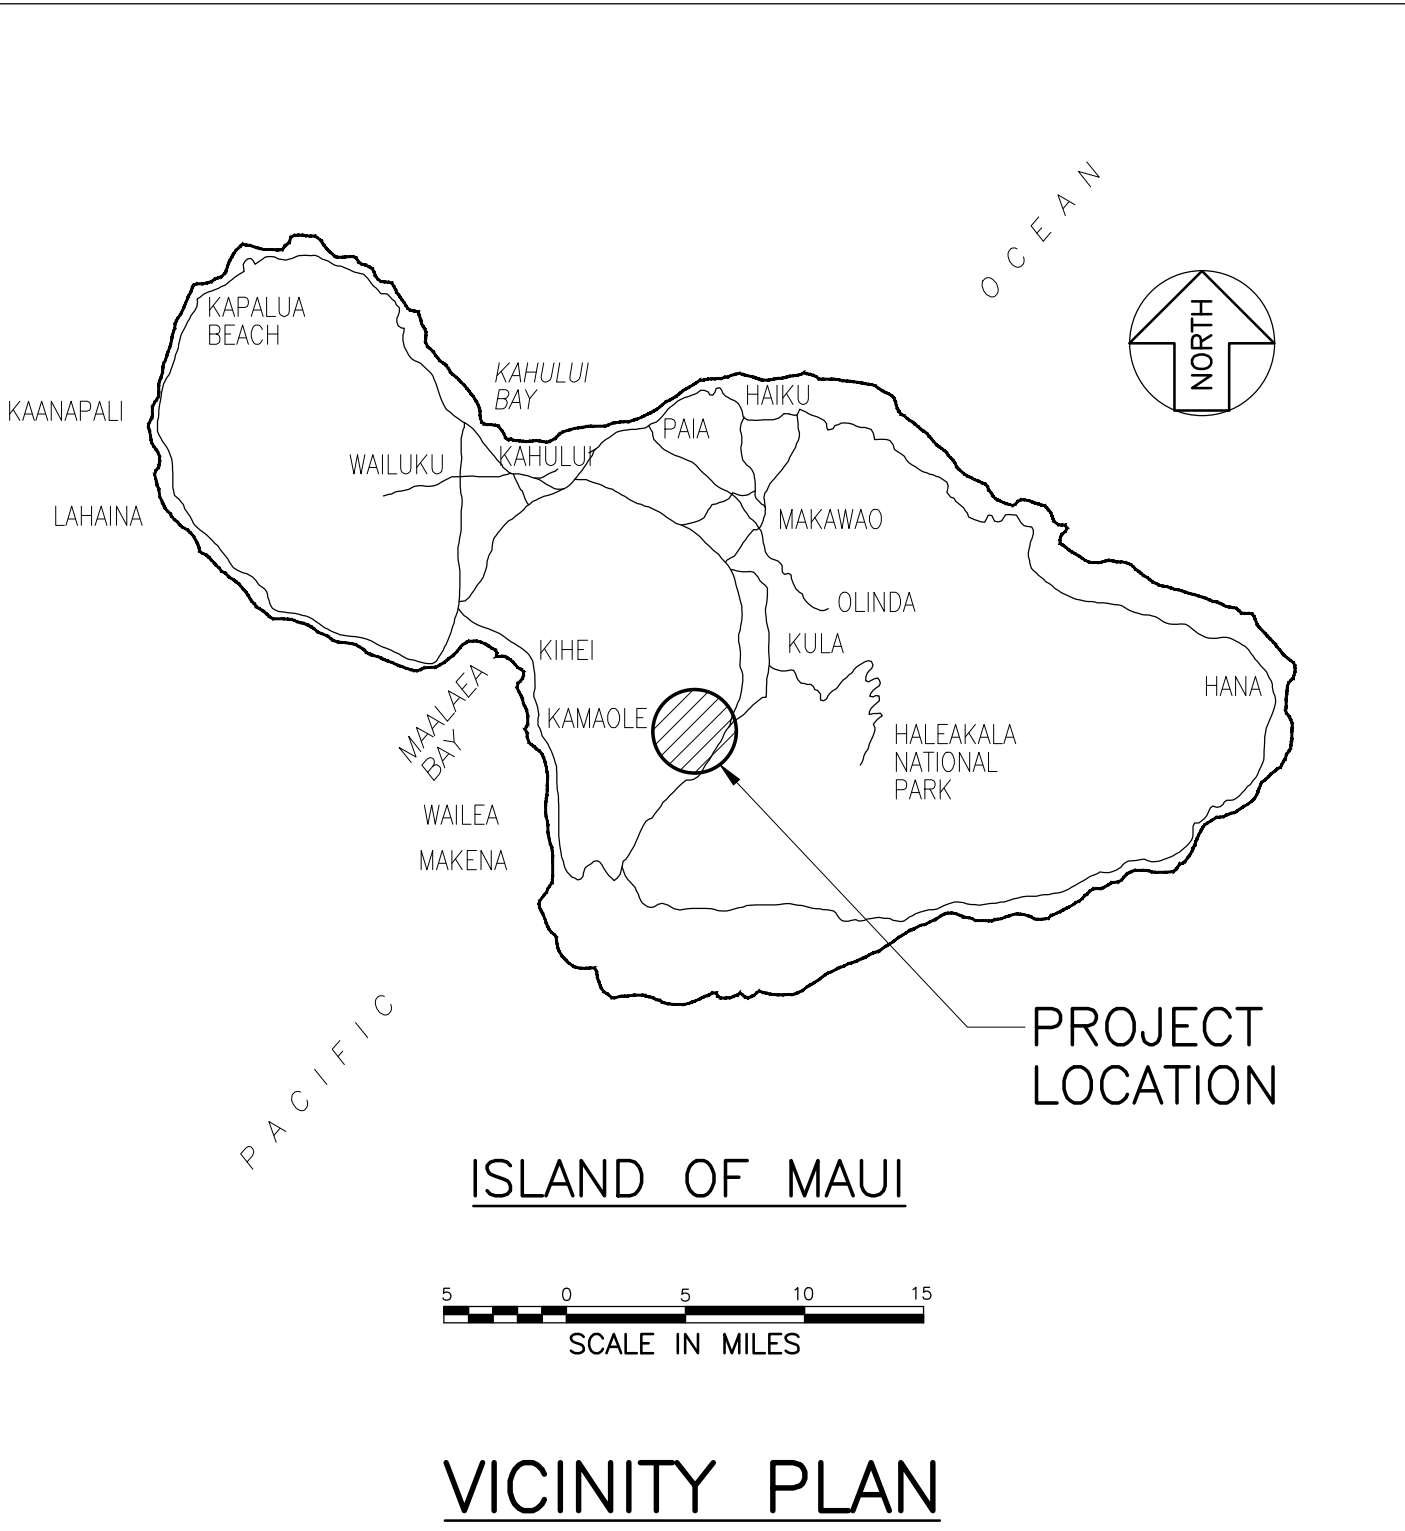 OCEAN
NORTH
KAPALUA
BEACH
KAHULUI
BAY
HAIKU
KAANAPALI
PAIA
WAILUKU
KAHULUI
LAHAINA
MAKAWAO
OLINDA
KIHEI
KULA
HANA
MAALAEA
BAY
KAMAOLE
HALEAKALA
NATIONAL
PARK
WAILEA
MAKENA
PACIFIC
PROJECT
LOCATION
ISLAND OF MAUI
5 0 5 10 15
SCALE IN MILES
VICINITY PLAN